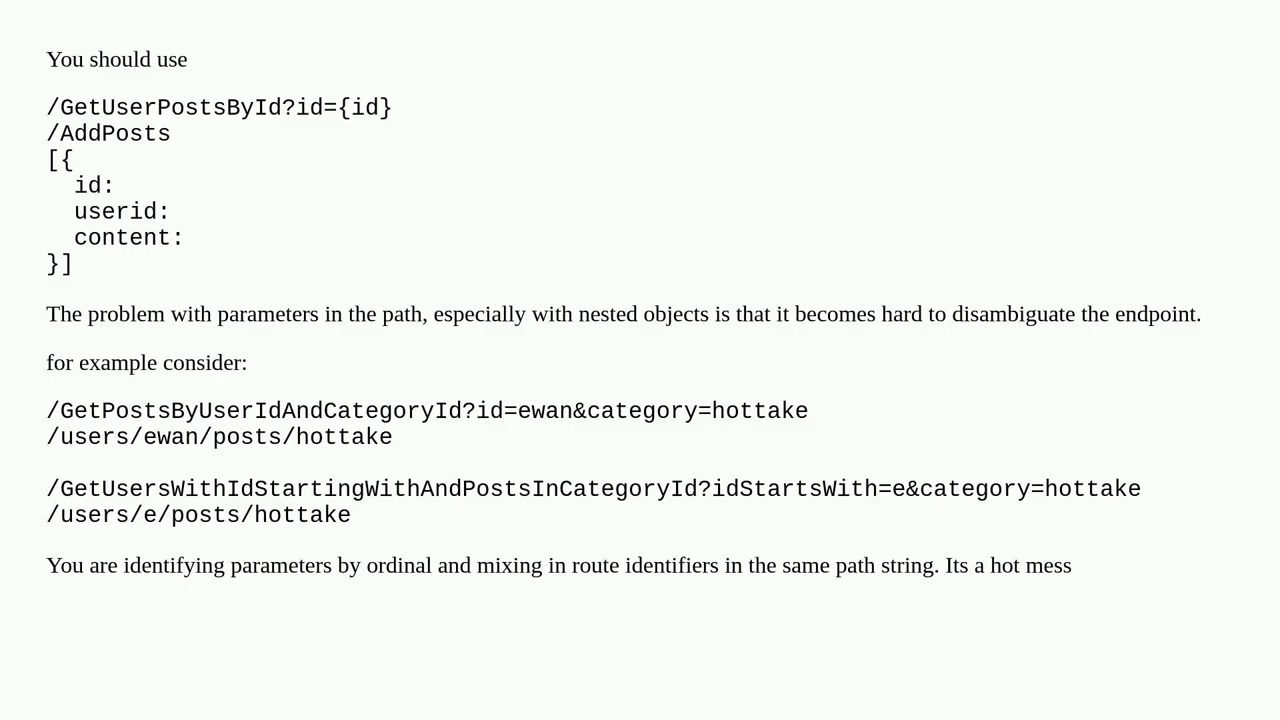 You should use
/GetUserPostsById?id={id}
/AddPosts
[{
  id:
  userid:
  content:
}]
The problem with parameters in the path, especially with nested objects is that it becomes hard to disambiguate the endpoint.
for example consider:
/GetPostsByUserIdAndCategoryId?id=ewan&category=hottake
/users/ewan/posts/hottake
/GetUsersWithIdStartingWithAndPostsInCategoryId?idStartsWith=e&category=hottake
/users/e/posts/hottake
You are identifying parameters by ordinal and mixing in route identifiers in the same path string. Its a hot mess